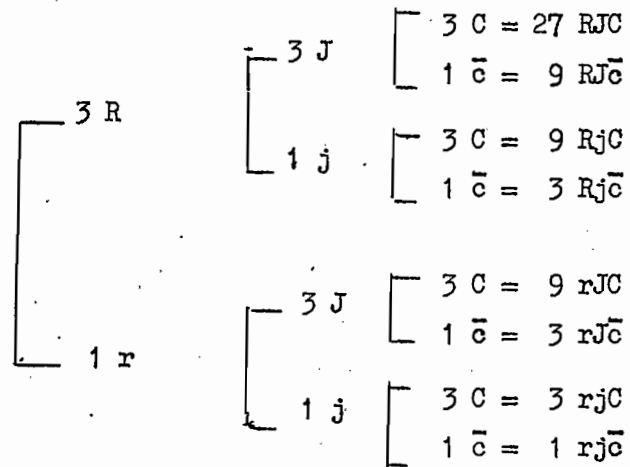 3 C = 27 RJC
3 J
1 c̄ = 9 RJc̄
3 R
3 C = 9 RjC
1 j
1 c̄ = 3 Rjc̄
3 C = 9 rJC
3 J
1 c̄ = 3 rJc̄
1 r
3 C = 3 rjC
1 j
1 c̄ = 1 rjc̄